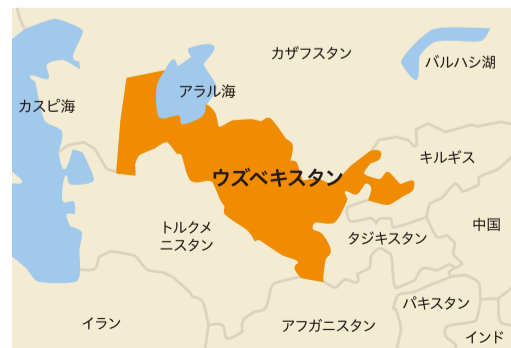 カザフスタン
バルハシ湖
アラル海
カスピ海
キルギス
ウズベキスタン
中国
トルクメ
ニスタン
タジキスタン
パキスタン
イラン
アフガニスタン
インド